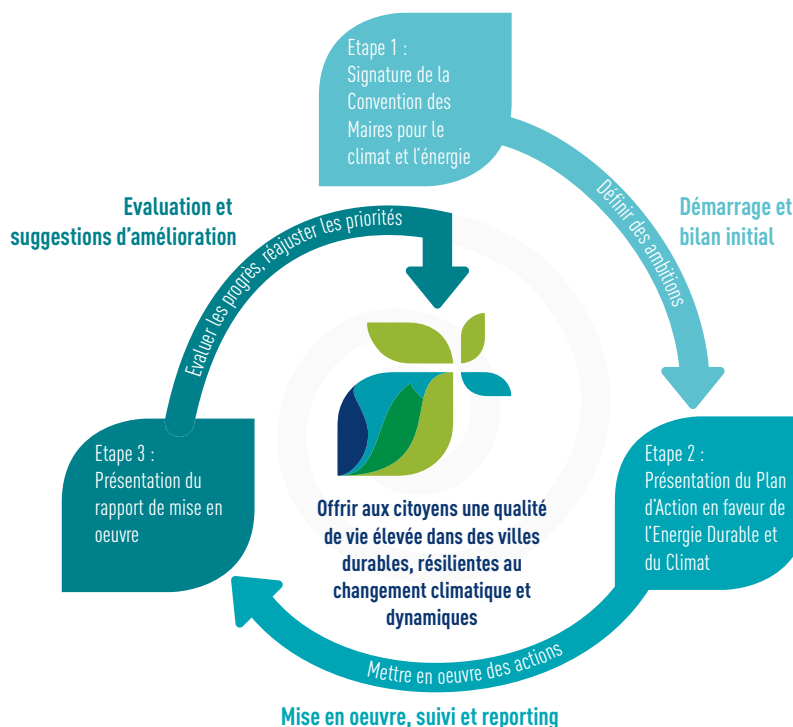 Etape 1 :
Signature de la
Convention des
Maires pour le
climat et l'énergie
Définir des ambitions
Démarrage et
bilan initial
Etape 2 :
Présentation du Plan
d'Action en faveur de
l'Energie Durable et
du Climat
Mettre en oeuvre des actions
Mise en oeuvre, suivi et reporting
Etape 3 :
Présentation du
rapport de mise en
oeuvre
Evaluer les progrès, réajuster les priorités
Evaluation et
suggestions d'amélioration
Offrir aux citoyens une qualité
de vie élevée dans des villes
durables, résilientes au
changement climatique et
dynamiques